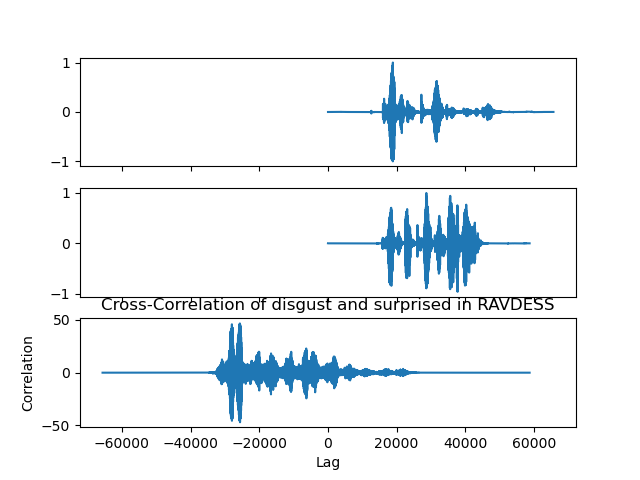 1
0
−1
1
0
−1
Cross-Correlation of disgust and surprised in RAVDESS
50
0
−50
Correlation
−60000 −40000 −20000 0 20000 40000 60000
Lag